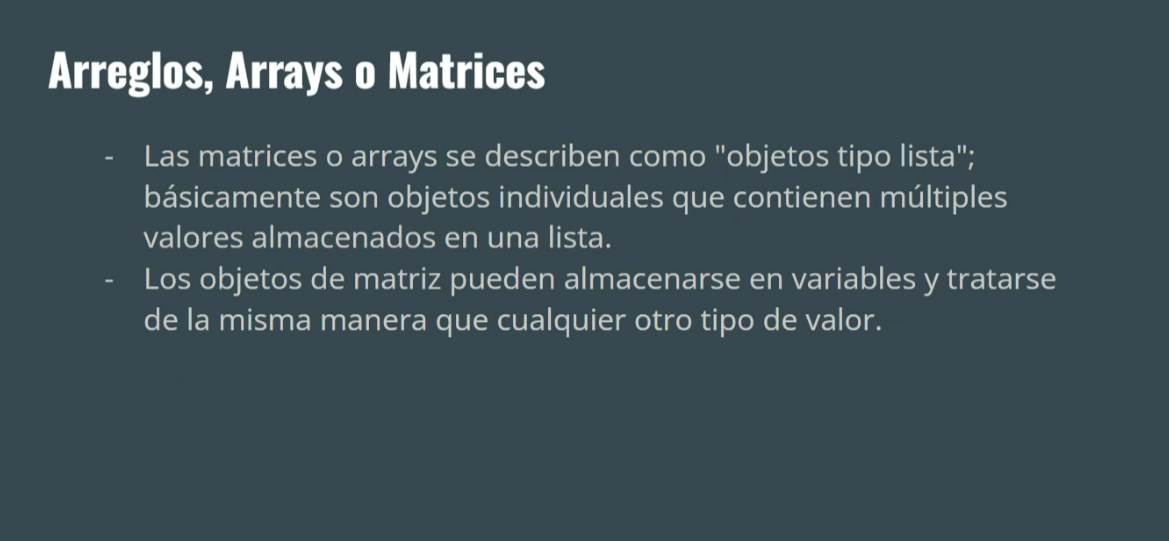 Arreglos, Arrays o Matrices
- Las matrices o arrays se describen como "objetos tipo lista";
básicamente son objetos individuales que contienen múltiples
valores almacenados en una lista.
- Los objetos de matriz pueden almacenarse en variables y tratarse
de la misma manera que cualquier otro tipo de valor.